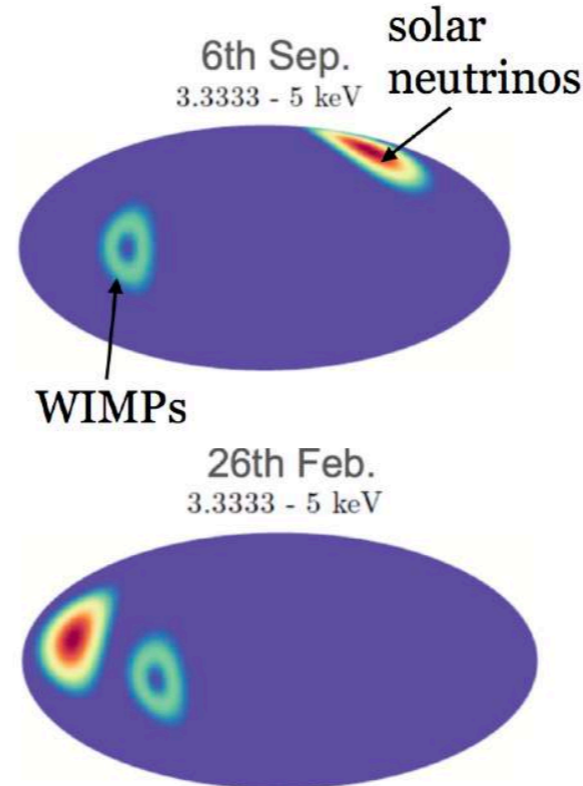 solar
neutrinos
6th Sep.
3.3333 - 5 keV
WIMPs
26th Feb.
3.3333 - 5 keV